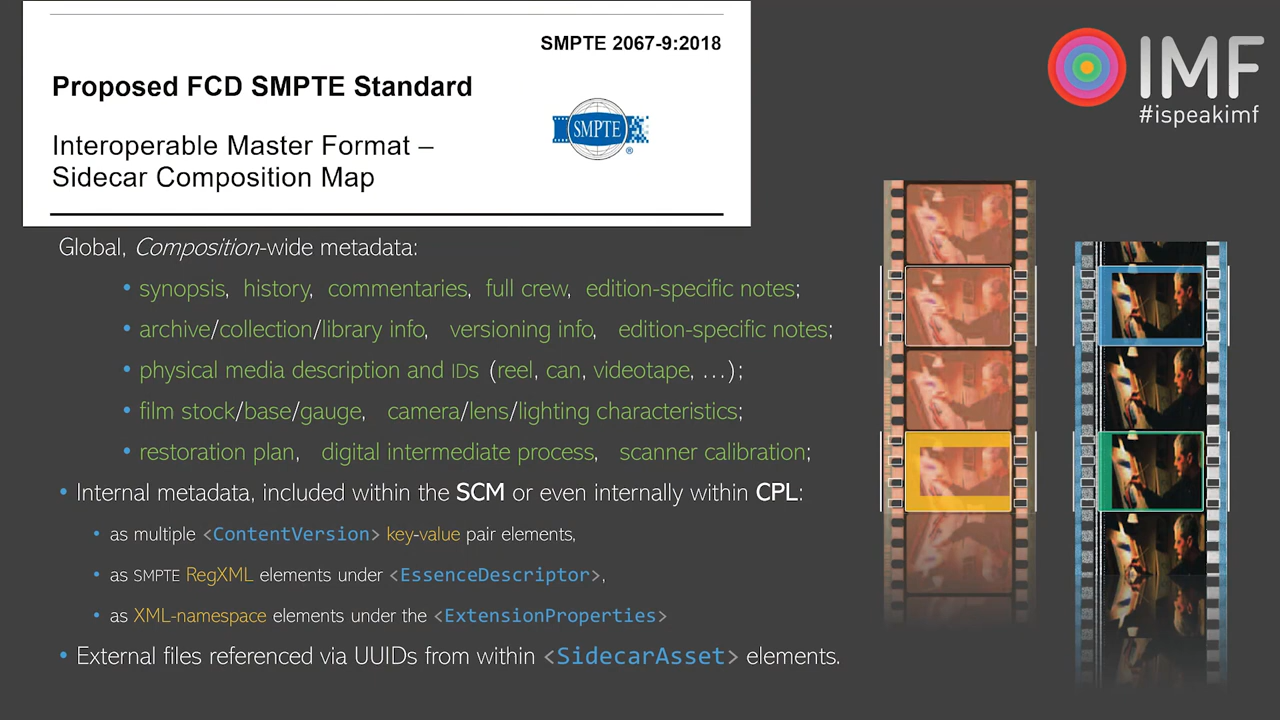 SMPTE 2067-9:2018
Proposed FCD SMPTE Standard
SMPTE
®
Interoperable Master Format –
Sidecar Composition Map
IMF
#ispeakimf
Global, Composition-wide metadata:
• synopsis, history, commentaries, full crew, edition-specific notes;
• archive/collection/library info, versioning info, edition-specific notes;
• physical media description and IDs (reel, can, videotape, …);
• film stock/base/gauge, camera/lens/lighting characteristics;
• restoration plan, digital intermediate process, scanner calibration;
• Internal metadata, included within the SCM or even internally within CPL:
• as multiple <ContentVersion> key-value pair elements,
• as SMPTE RegXML elements under <EssenceDescriptor>,
• as XML-namespace elements under the <ExtensionProperties>
• External files referenced via UUIDs from within <SidecarAsset> elements.